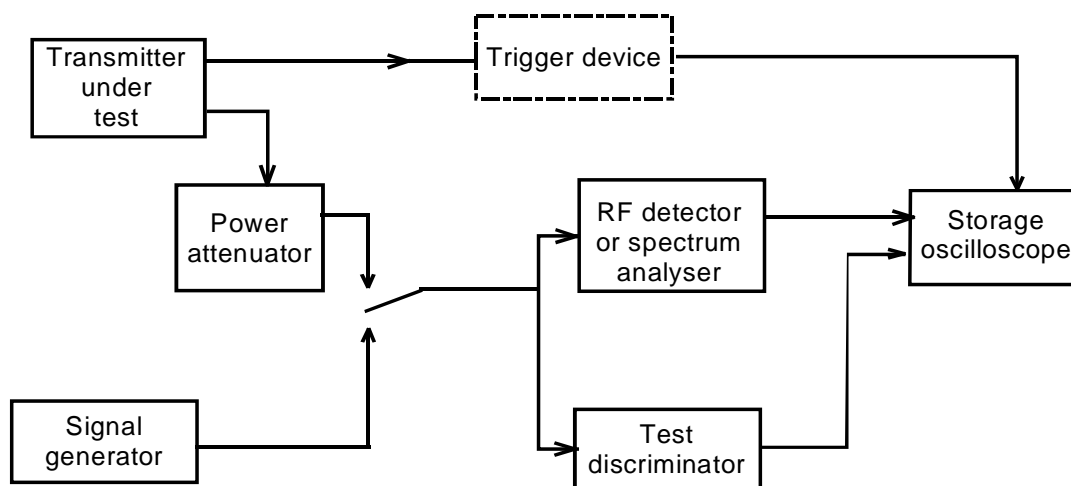 Transmitter
under
test
Trigger device
Power
attenuator
RF detector
or spectrum
analyser
Storage
oscilloscope
Signal
generator
Test
discriminator